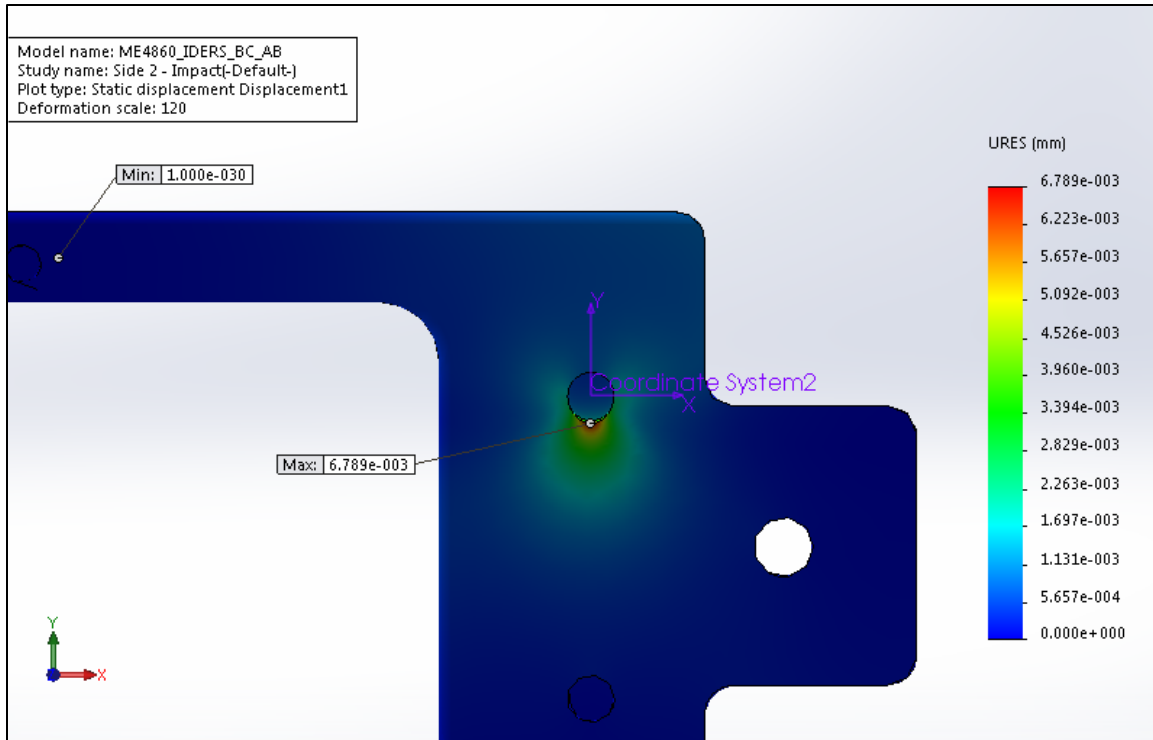 Model name: ME4860_IDERS_BC_AB
Study name: Side 2 - Impact(-Default-)
Plot type: Static displacement Displacement1
Deformation scale: 120
URES (mm)
6.789e-003
6.223e-003
5.657e-003
5.092e-003
4.526e-003
3.960e-003
3.394e-003
2.829e-003
2.263e-003
1.697e-003
1.131e-003
5.657e-004
0.000e+000
Min: 1.000e-030
Y
Coordinate System2
X
Max: 6.789e-003
Y
X